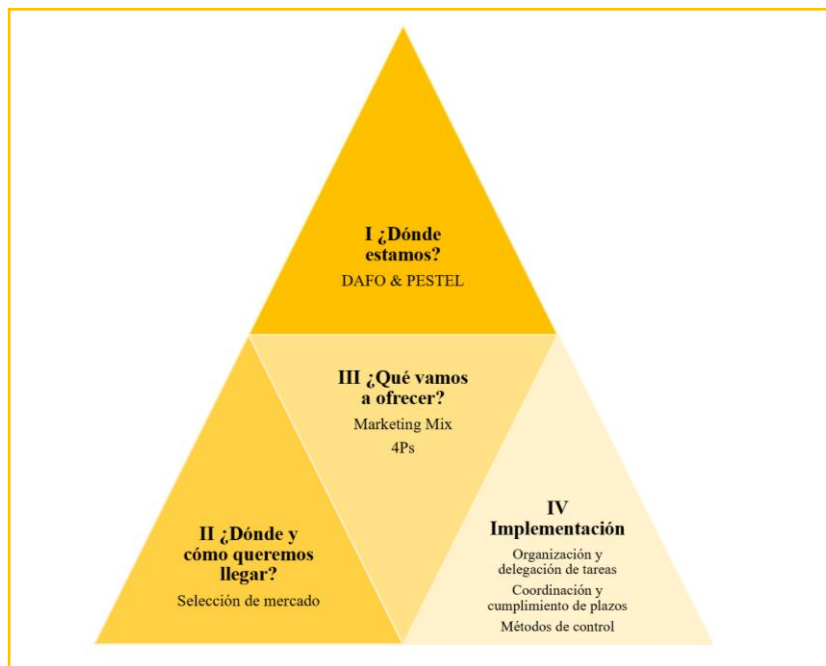 I ¿Dónde
estamos?
DAFO & PESTEL
III ¿Qué vamos
a ofrecer?
Marketing Mix
4Ps
II ¿Dónde y
cómo queremos
llegar?
Selección de mercado
IV
Implementación
Organización y
delegación de tareas
Coordinación y
cumplimiento de plazos
Métodos de control